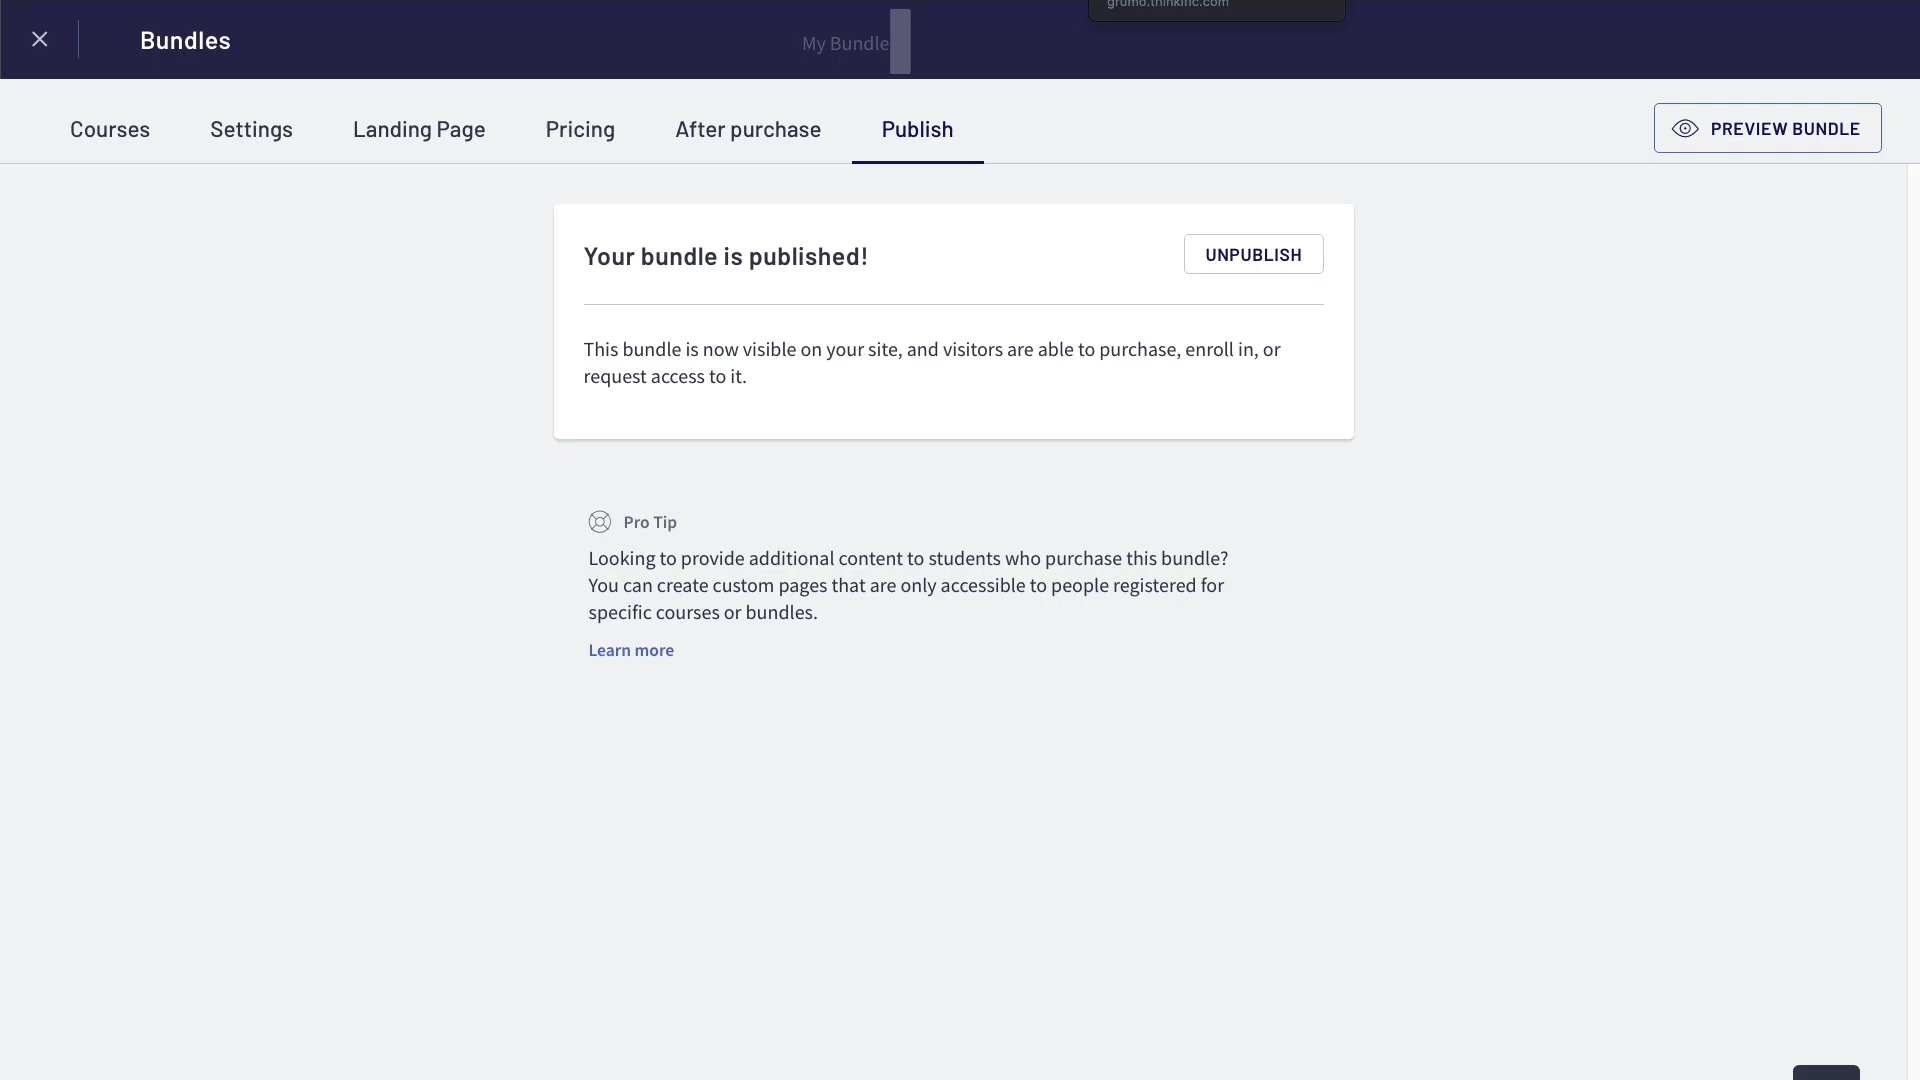 grumo.thinkific.com
Bundles
My Bundle
Courses
Settings
Landing Page
Pricing
After purchase
Publish
PREVIEW BUNDLE
Your bundle is published!
UNPUBLISH
This bundle is now visible on your site, and visitors are able to purchase, enroll in, or
request access to it.
Pro Tip
Looking to provide additional content to students who purchase this bundle?
You can create custom pages that are only accessible to people registered for
specific courses or bundles.
Learn more